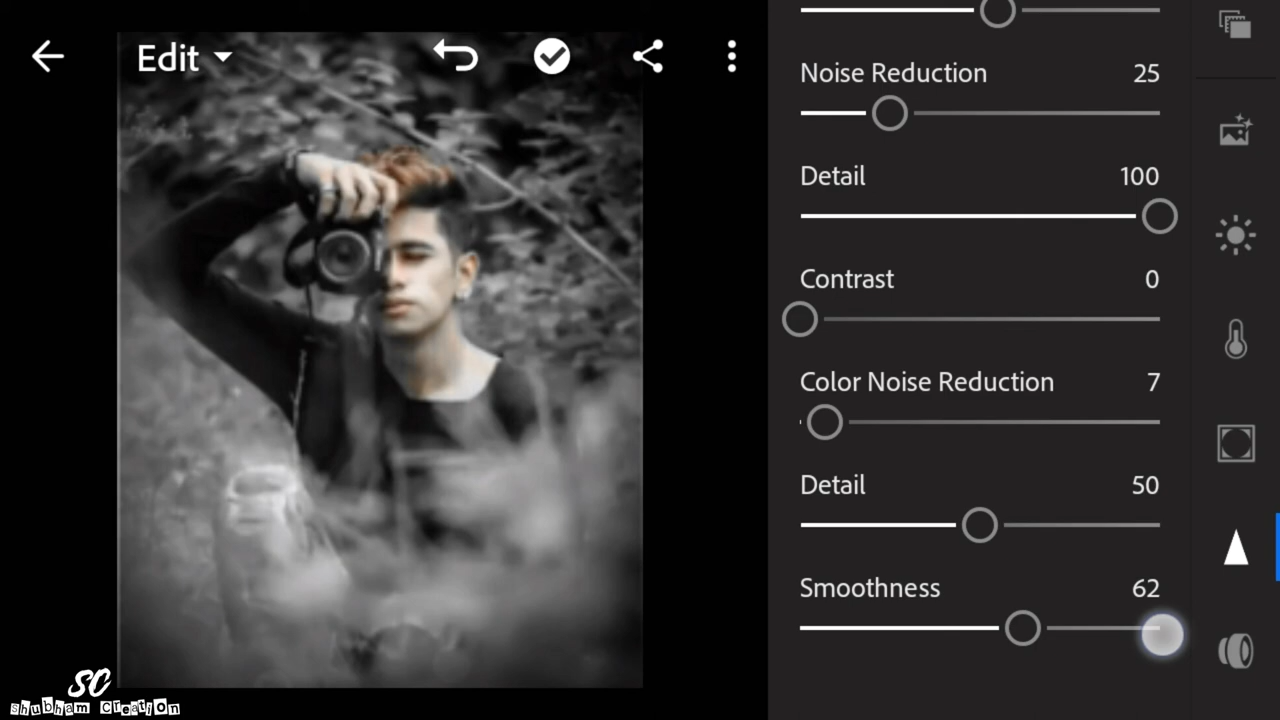 Edit
Noise Reduction 25
Detail 100
Contrast 0
Color Noise Reduction 7
Detail 50
Smoothness 62
SC
shubham Creation